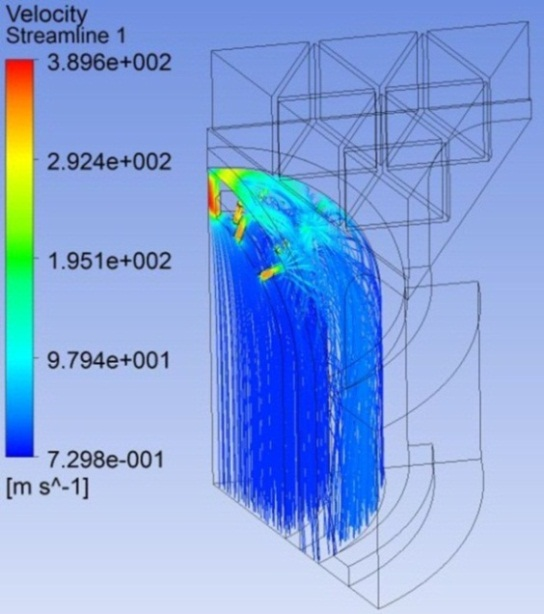 Velocity
Streamline 1
3.896e+002
2.924e+002
1.951e+002
9.794e+001
7.298e-001
[m s^-1]